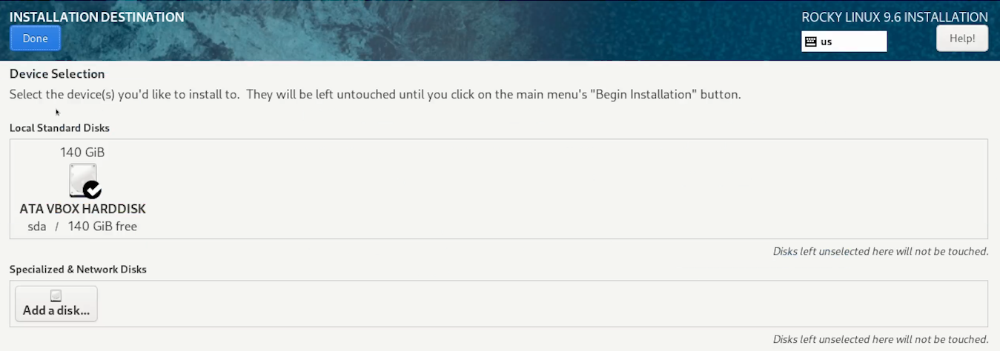 INSTALLATION DESTINATION
ROCKY LINUX 9.6 INSTALLATION
Done
us
Help!
Device Selection
Select the device(s) you'd like to install to.  They will be left untouched until you click on the main menu's "Begin Installation" button.
Local Standard Disks
140 GiB
ATA VBOX HARDDISK
sda / 140 GiB free
Disks left unselected here will not be touched.
Specialized & Network Disks
Add a disk...
Disks left unselected here will not be touched.